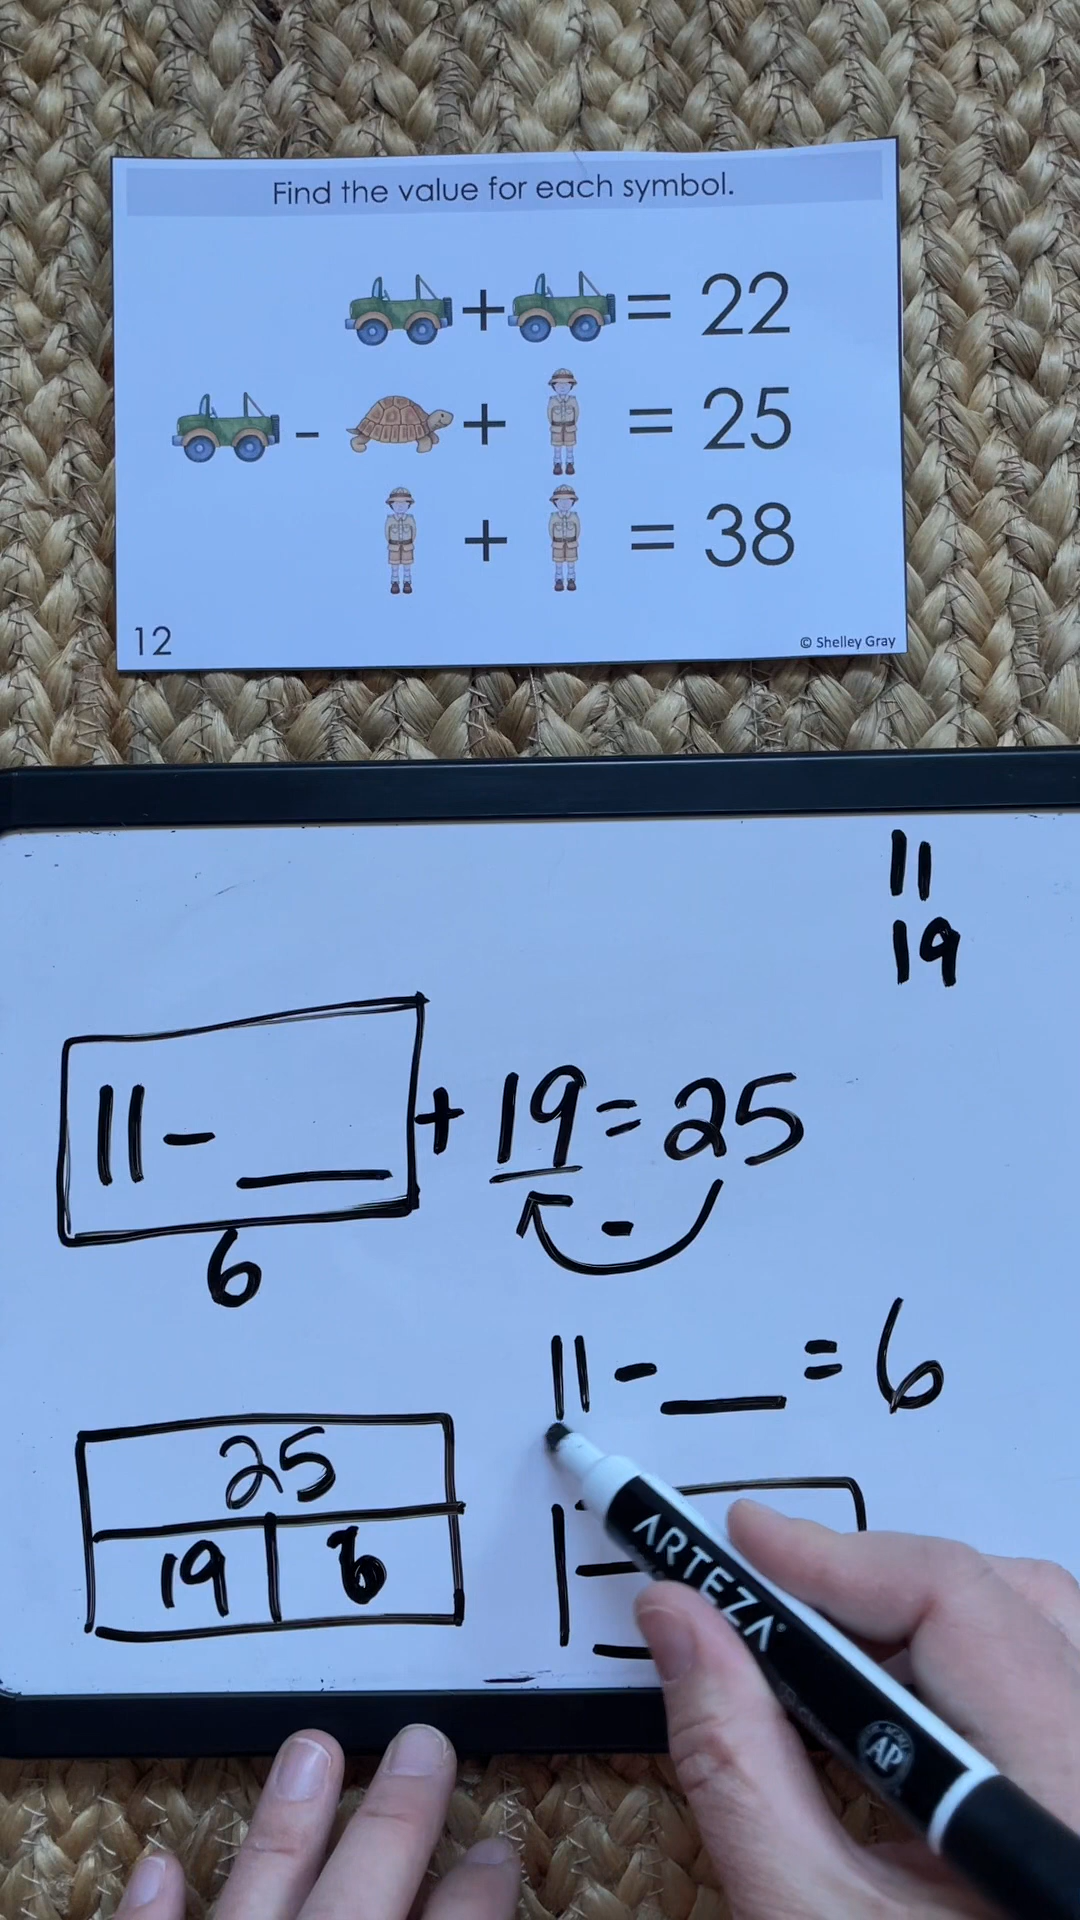 Find the value for each symbol.
+ = 22
- + = 25
+ = 38
12
© Shelley Gray
11
19
11 - ___ + 19 = 25
-
6
11 - ___ = 6
25
19 6
ARTEZA®
AP